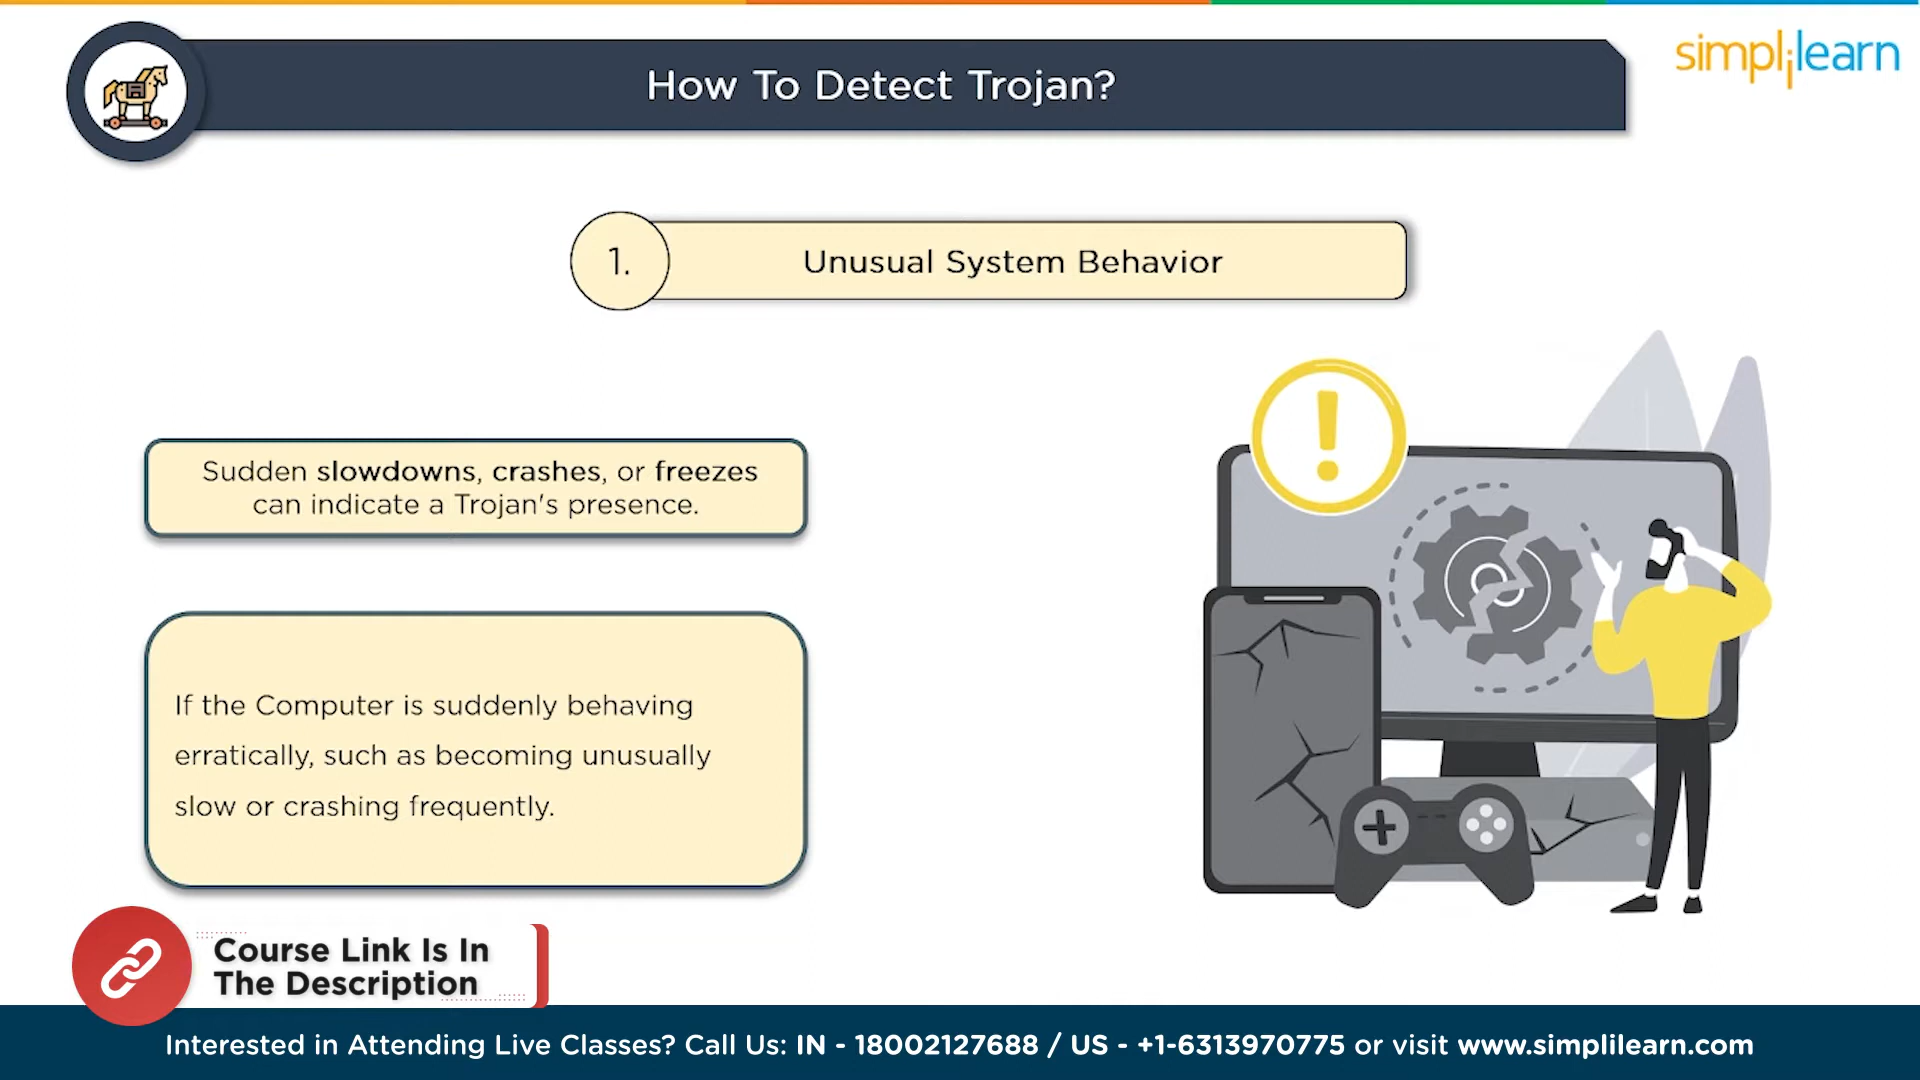 How To Detect Trojan?
simplilearn
1.
Unusual System Behavior
Sudden slowdowns, crashes, or freezes
can indicate a Trojan's presence.
If the Computer is suddenly behaving
erratically, such as becoming unusually
slow or crashing frequently.
Course Link Is In
The Description
Interested in Attending Live Classes? Call Us: IN - 18002127688 / US - +1-6313970775 or visit www.simplilearn.com